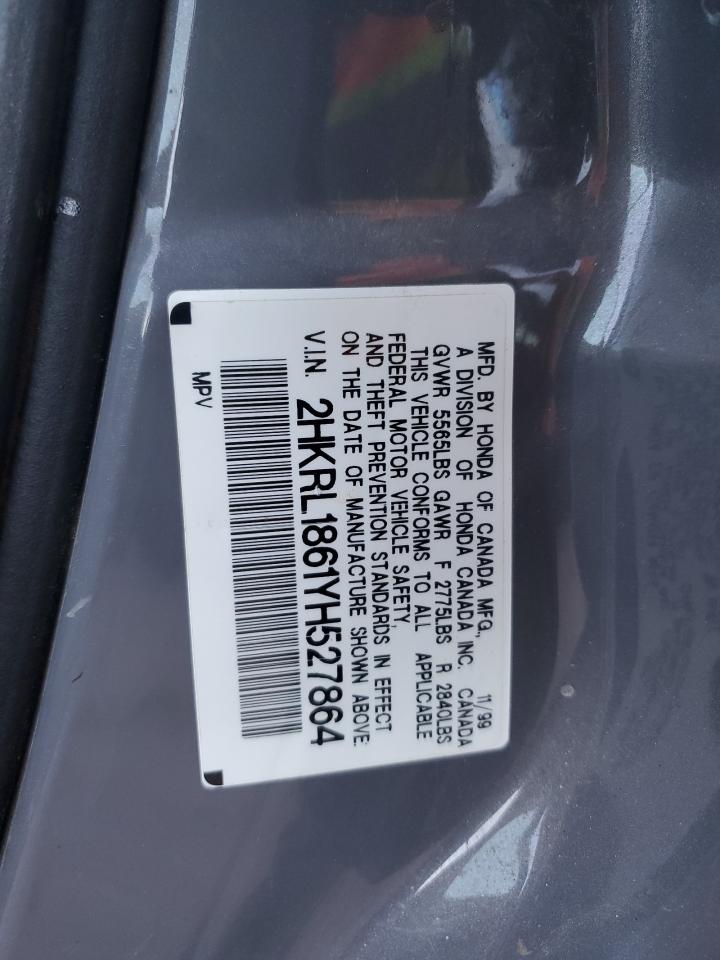 MFD. BY HONDA OF CANADA MFG., 11/99
A DIVISION OF HONDA CANADA INC. CANADA
GVWR 5565LBS GAWR F 2775LBS R 2840LBS
THIS VEHICLE CONFORMS TO ALL APPLICABLE
FEDERAL MOTOR VEHICLE SAFETY,
AND THEFT PREVENTION STANDARDS IN EFFECT
ON THE DATE OF MANUFACTURE SHOWN ABOVE:
V.I.N. 2HKRL1861YH527864
MPV